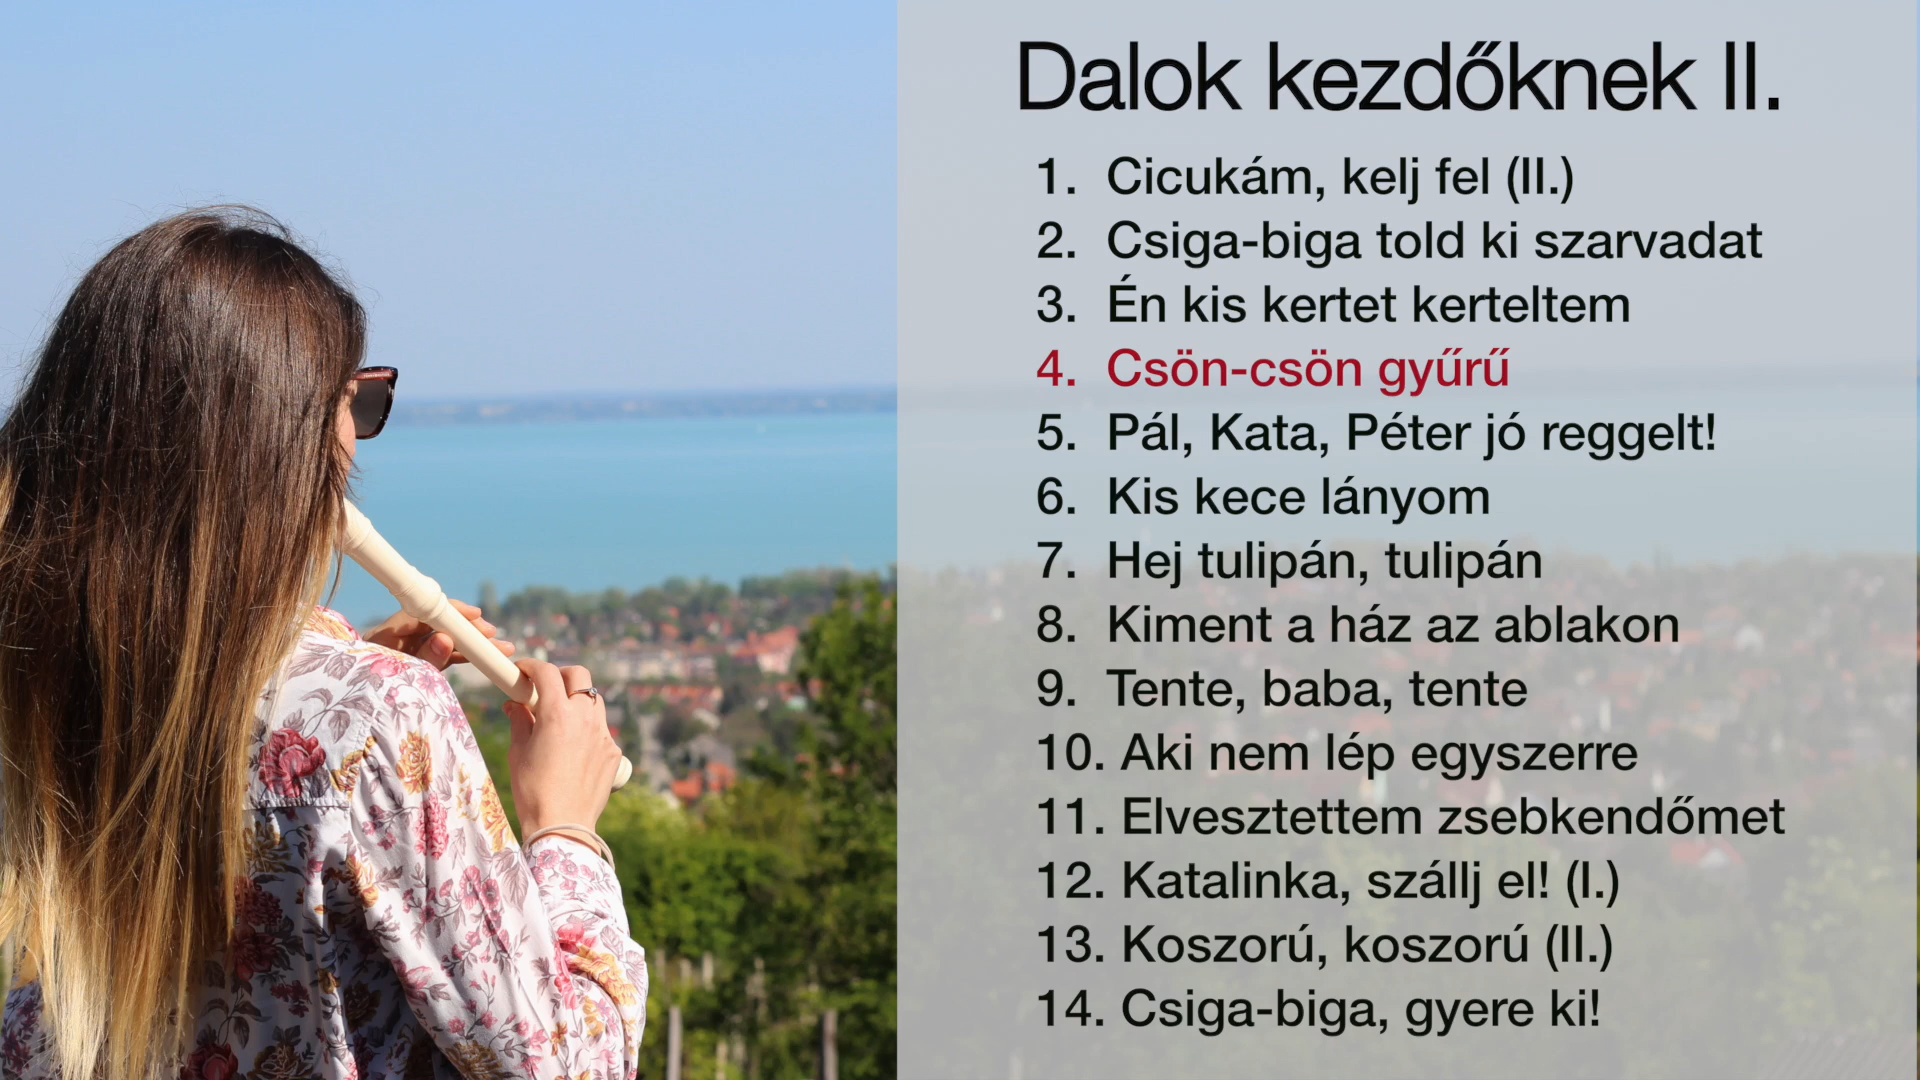 Dalok kezdőknek II.
1. Cicukám, kelj fel (II.)
2. Csiga-biga told ki szarvadat
3. Én kis kertet kerteltem
4. Csön-csön gyűrű
5. Pál, Kata, Péter jó reggelt!
6. Kis kece lányom
7. Hej tulipán, tulipán
8. Kiment a ház az ablakon
9. Tente, baba, tente
10. Aki nem lép egyszerre
11. Elvesztettem zsebkendőmet
12. Katalinka, szállj el! (I.)
13. Koszorú, koszorú (II.)
14. Csiga-biga, gyere ki!